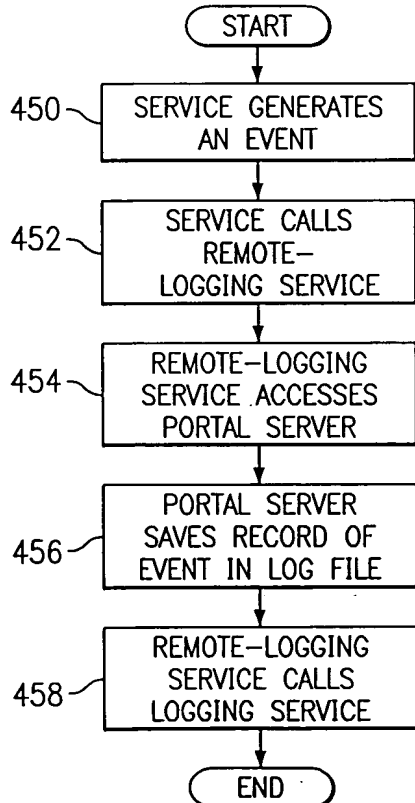 START
450
SERVICE GENERATES
AN EVENT
452
SERVICE CALLS
REMOTE-
LOGGING SERVICE
454
REMOTE-LOGGING
SERVICE ACCESSES
PORTAL SERVER
456
PORTAL SERVER
SAVES RECORD OF
EVENT IN LOG FILE
458
REMOTE-LOGGING
SERVICE CALLS
LOGGING SERVICE
END